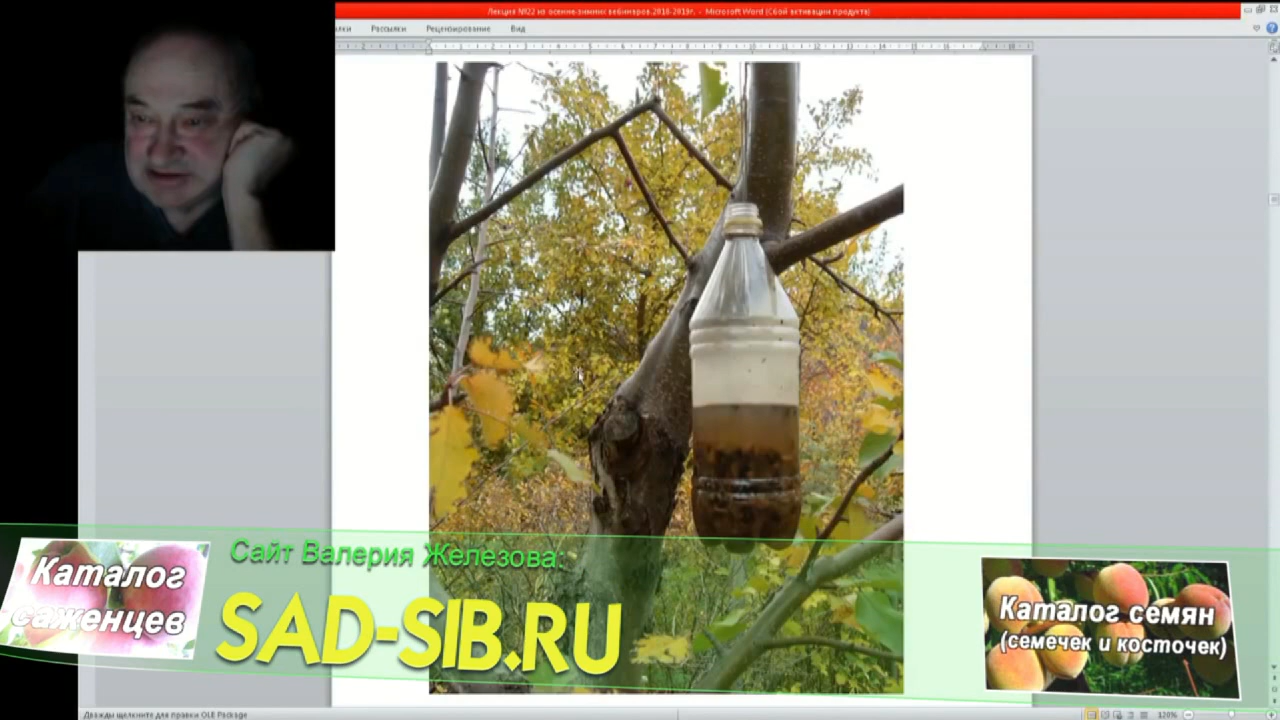 Лекция №22 из осенне-зимних вебинаров.2018-2019г. - Microsoft Word (Сбой активации продукта)
Рассылки Рецензирование Вид
Сайт Валерия Железова:
SAD-SIB.RU
Каталог
саженцев
Каталог семян
(семечек и косточек)
Дважды щелкните для правки OLE Package
120%